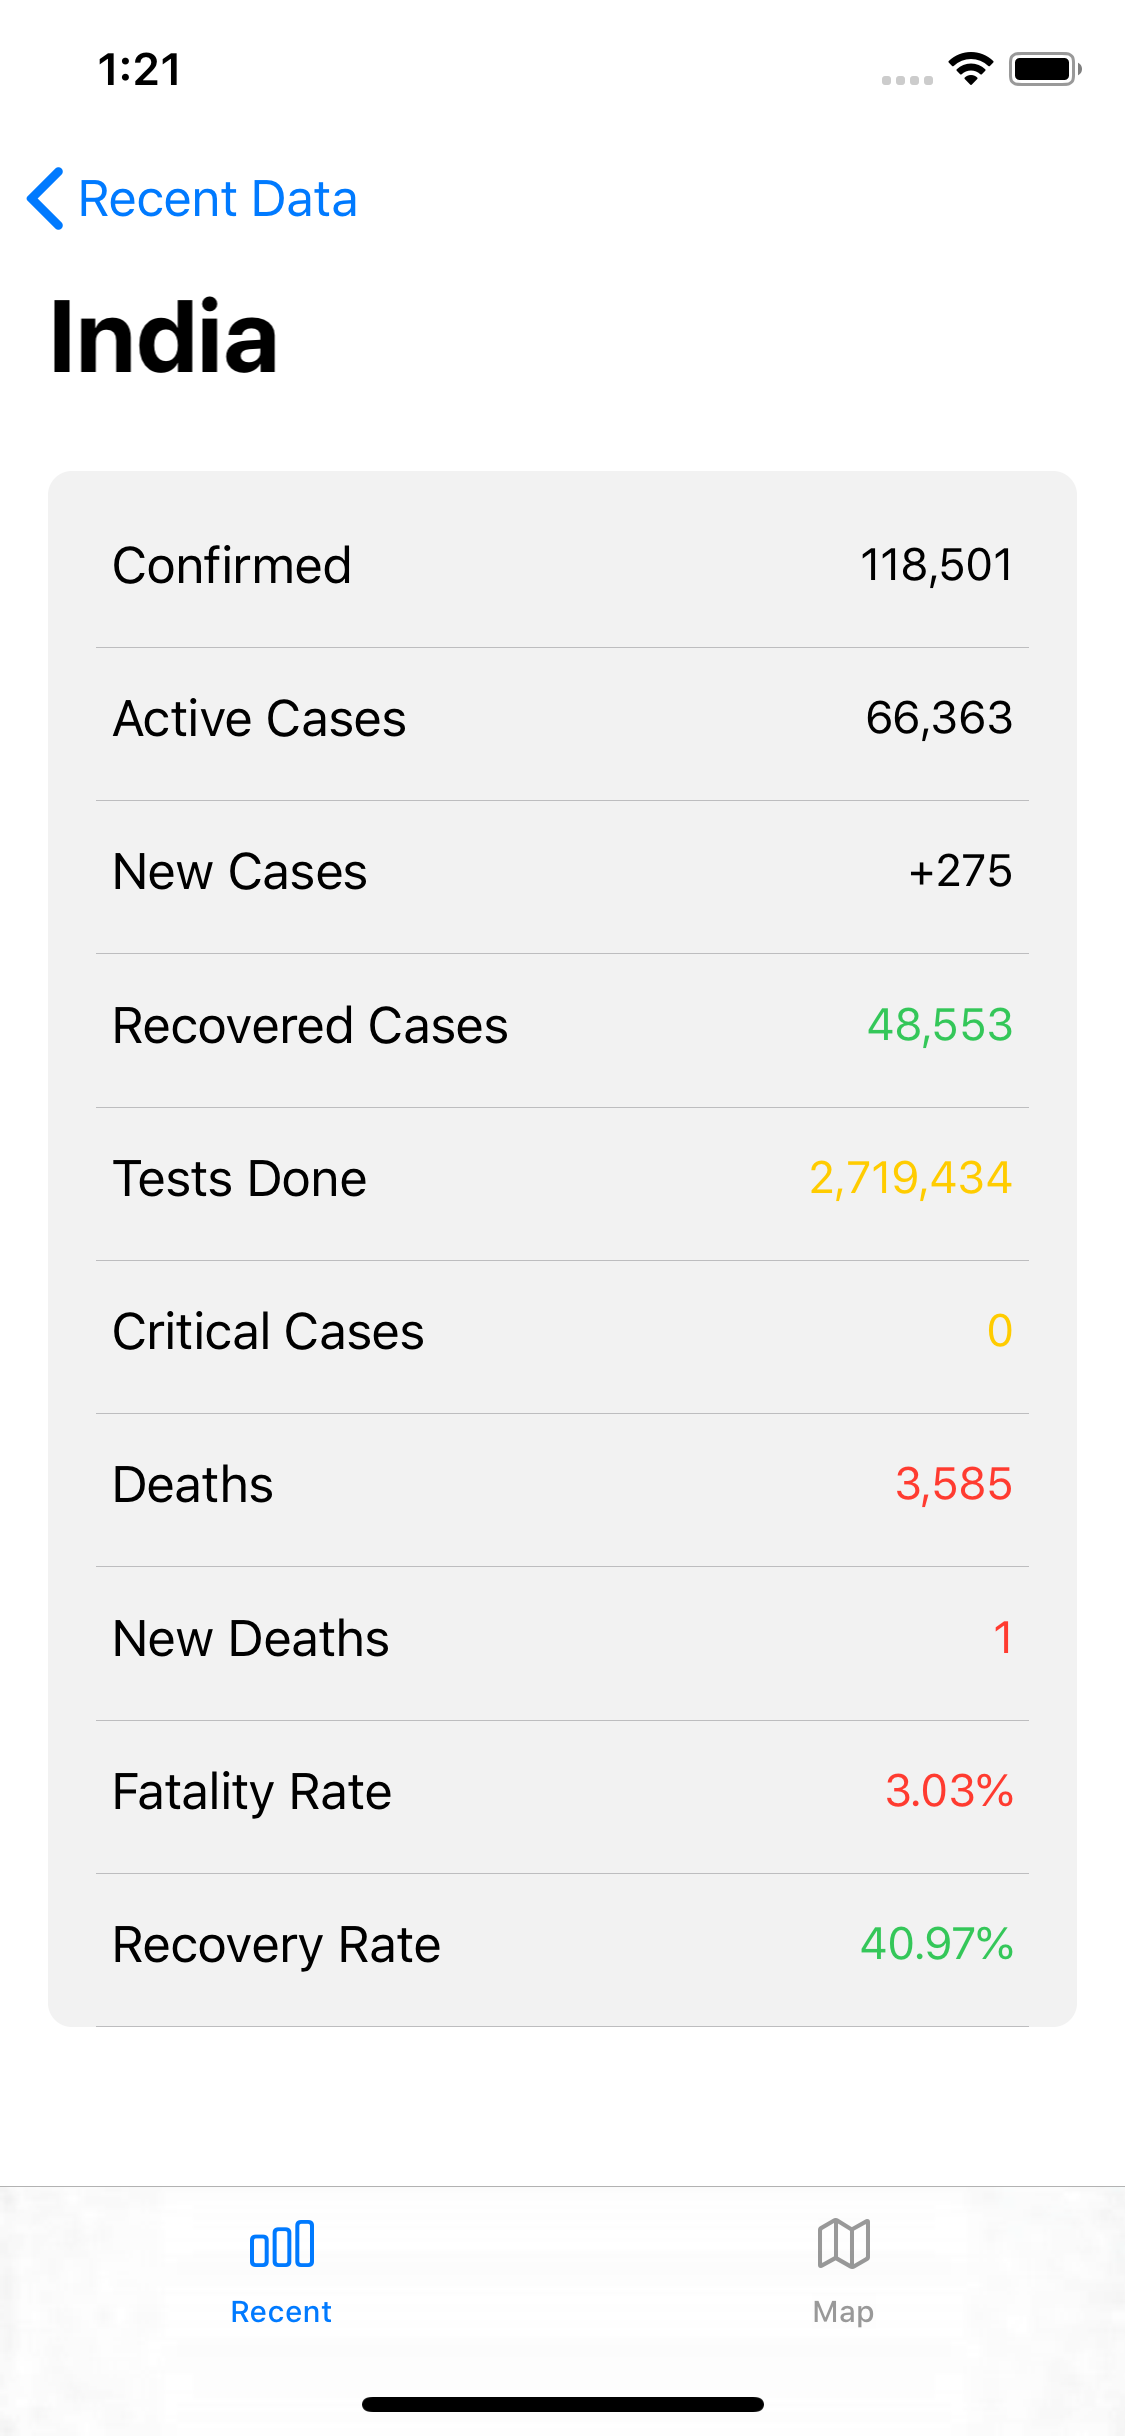 1:21
Recent Data
India
Confirmed 118,501
Active Cases 66,363
New Cases +275
Recovered Cases 48,553
Tests Done 2,719,434
Critical Cases 0
Deaths 3,585
New Deaths 1
Fatality Rate 3.03%
Recovery Rate 40.97%
Recent Map